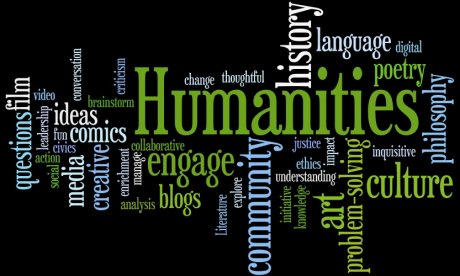 history
language
digital
poetry
conversation
criticism
change
thoughtful
Humanities
film
video
brainstorm
ideas
questions
leadership
fun
comics
civics
action
social
media
creative
enrichment
collaborative
manage
engage
analysis
blogs
Literature
explore
community
justice
ethics
impact
understanding
initiative
knowledge
art
problem-solving
inquisitive
philosophy
culture